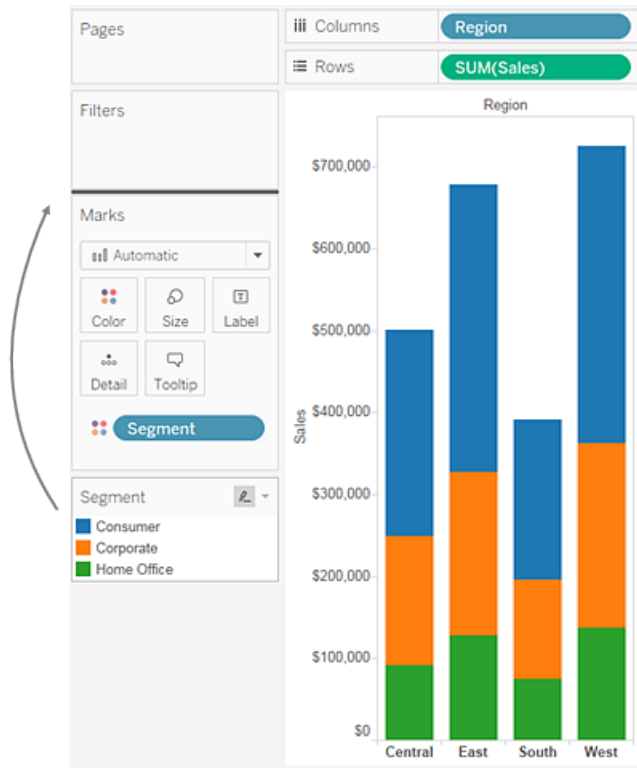 Pages
Columns
Region
Rows
SUM(Sales)
Filters
Marks
Automatic
Color
Size
Label
Detail
Tooltip
Segment
Segment
Consumer
Corporate
Home Office
Region
Sales
$700,000
$600,000
$500,000
$400,000
$300,000
$200,000
$100,000
$0
Central
East
South
West